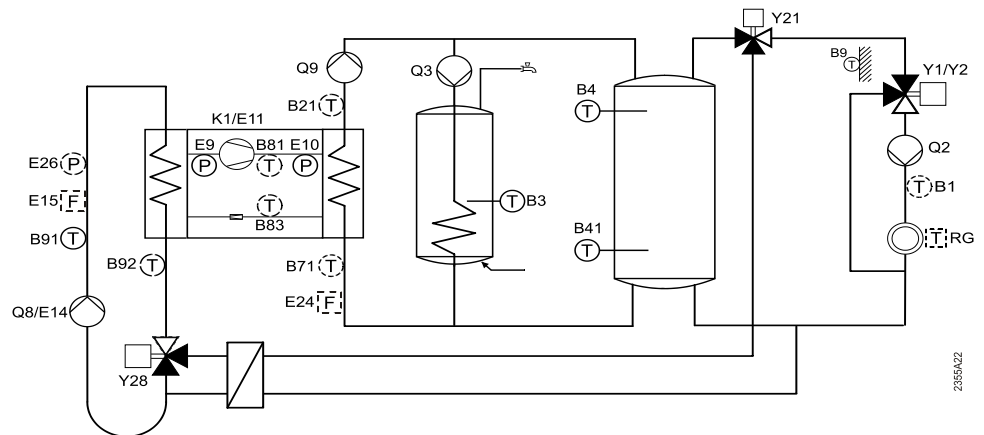 Y21
Q9
Q3
B9
T
Y1/Y2
B21
T
B4
T
K1/E11
E9
B81
E10
P
T
P
E26
P
Q2
E15
F
T
B83
T
B3
T
B1
B91
T
B41
T
T
RG
B92
T
B71
T
Q8/E14
E24
F
Y28
2355A22